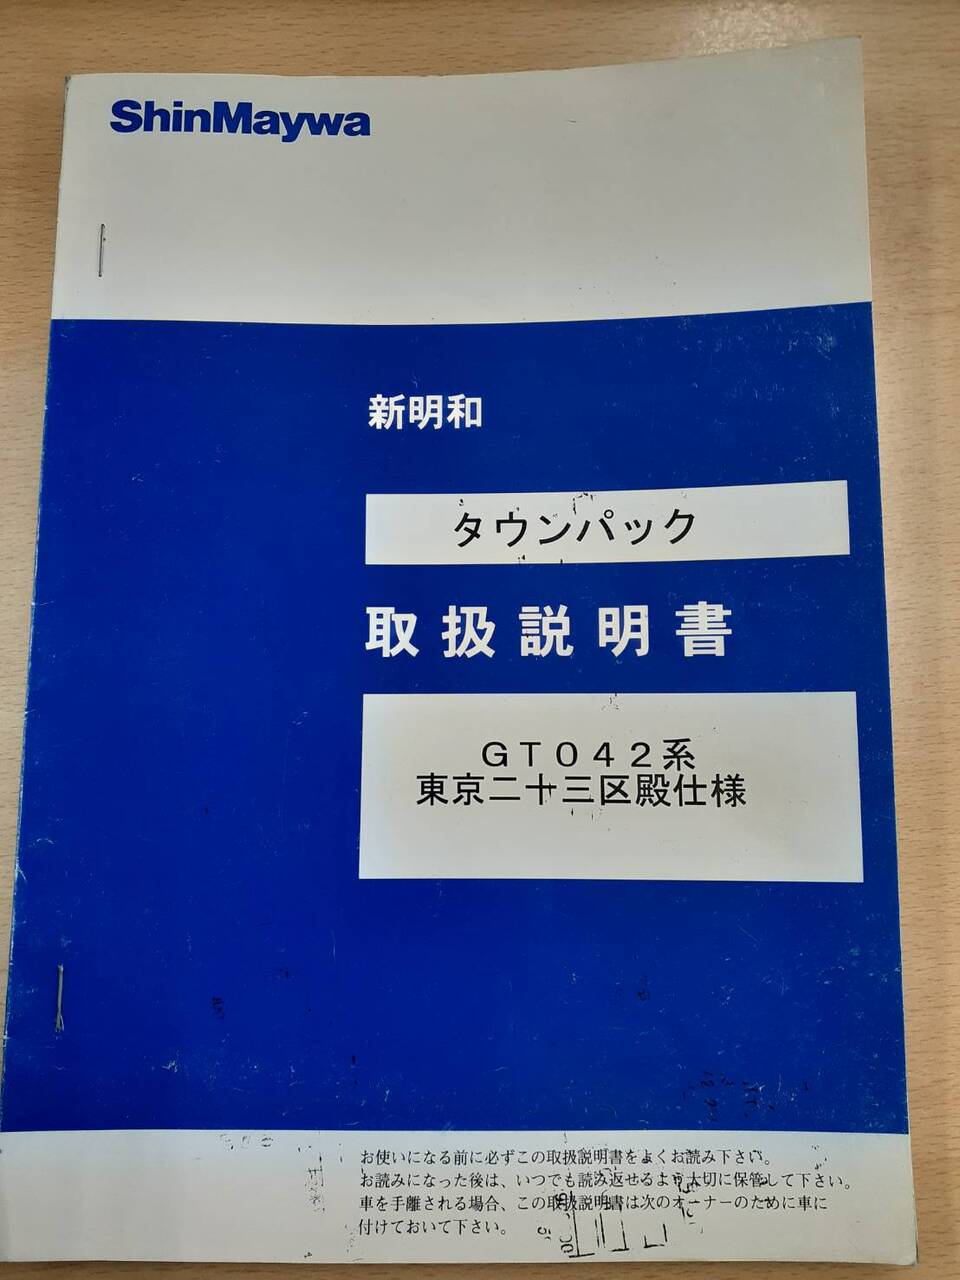 ShinMaywa
新明和
タウンパック
取扱説明書
GT042系
東京二十三区殿仕様
お使いになる前に必ずこの取扱説明書をよくお読み下さい。
お読みになった後は、いつでも読み返せるよう大切に保管して下さい。
車を手離される場合、この取扱説明書は次のオーナーのために車に
付けておいて下さい。